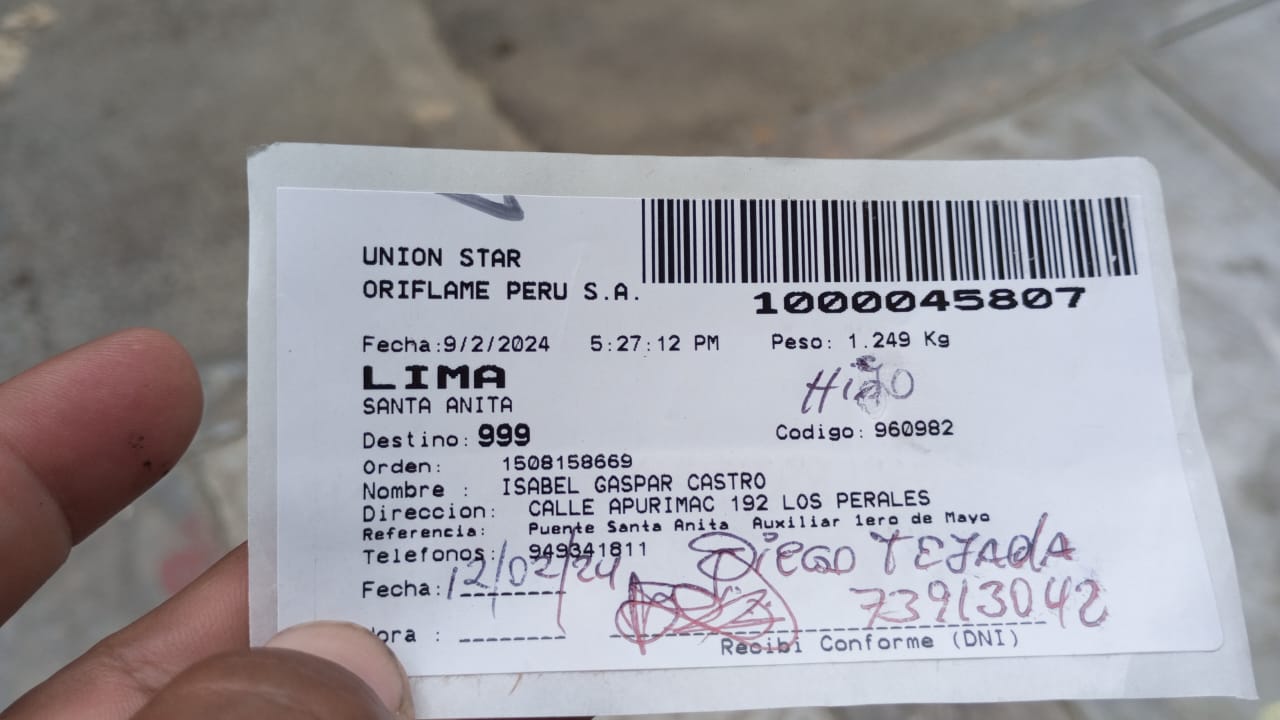 UNION STAR
ORIFLAME PERU S.A.
1000045807
Fecha:9/2/2024 5:27:12 PM Peso: 1.249 Kg
LIMA
Hijo
SANTA ANITA
Destino: 999 Codigo: 960982
Orden: 1508158669
Nombre : ISABEL GASPAR CASTRO
Direccion: CALLE APURIMAC 192 LOS PERALES
Referencia: Puente Santa Anita Auxiliar 1ero de Mayo
Telefonos: 949341811
DIEGO TEJADA
Fecha: 12/02/24
73913042
ora :
Recibi Conforme (DNI)